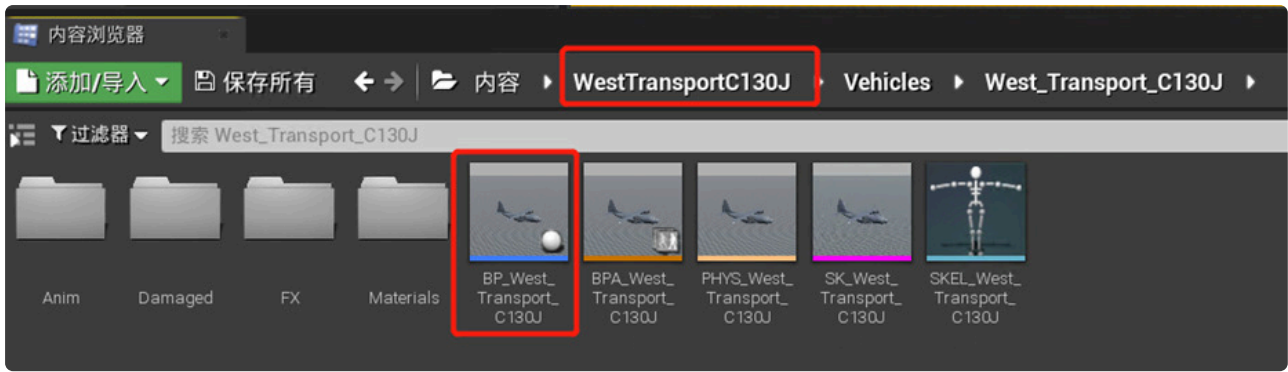 内容浏览器
添加/导入 保存所有 内容 WestTransportC130J Vehicles West_Transport_C130J
过滤器 搜索 West_Transport_C130J
Anim
Damaged
FX
Materials
BP_West_
Transport_
C130J
BPA_West_
Transport_
C130J
PHYS_West_
Transport_
C130J
SK_West_
Transport_
C130J
SKEL_West_
Transport_
C130J